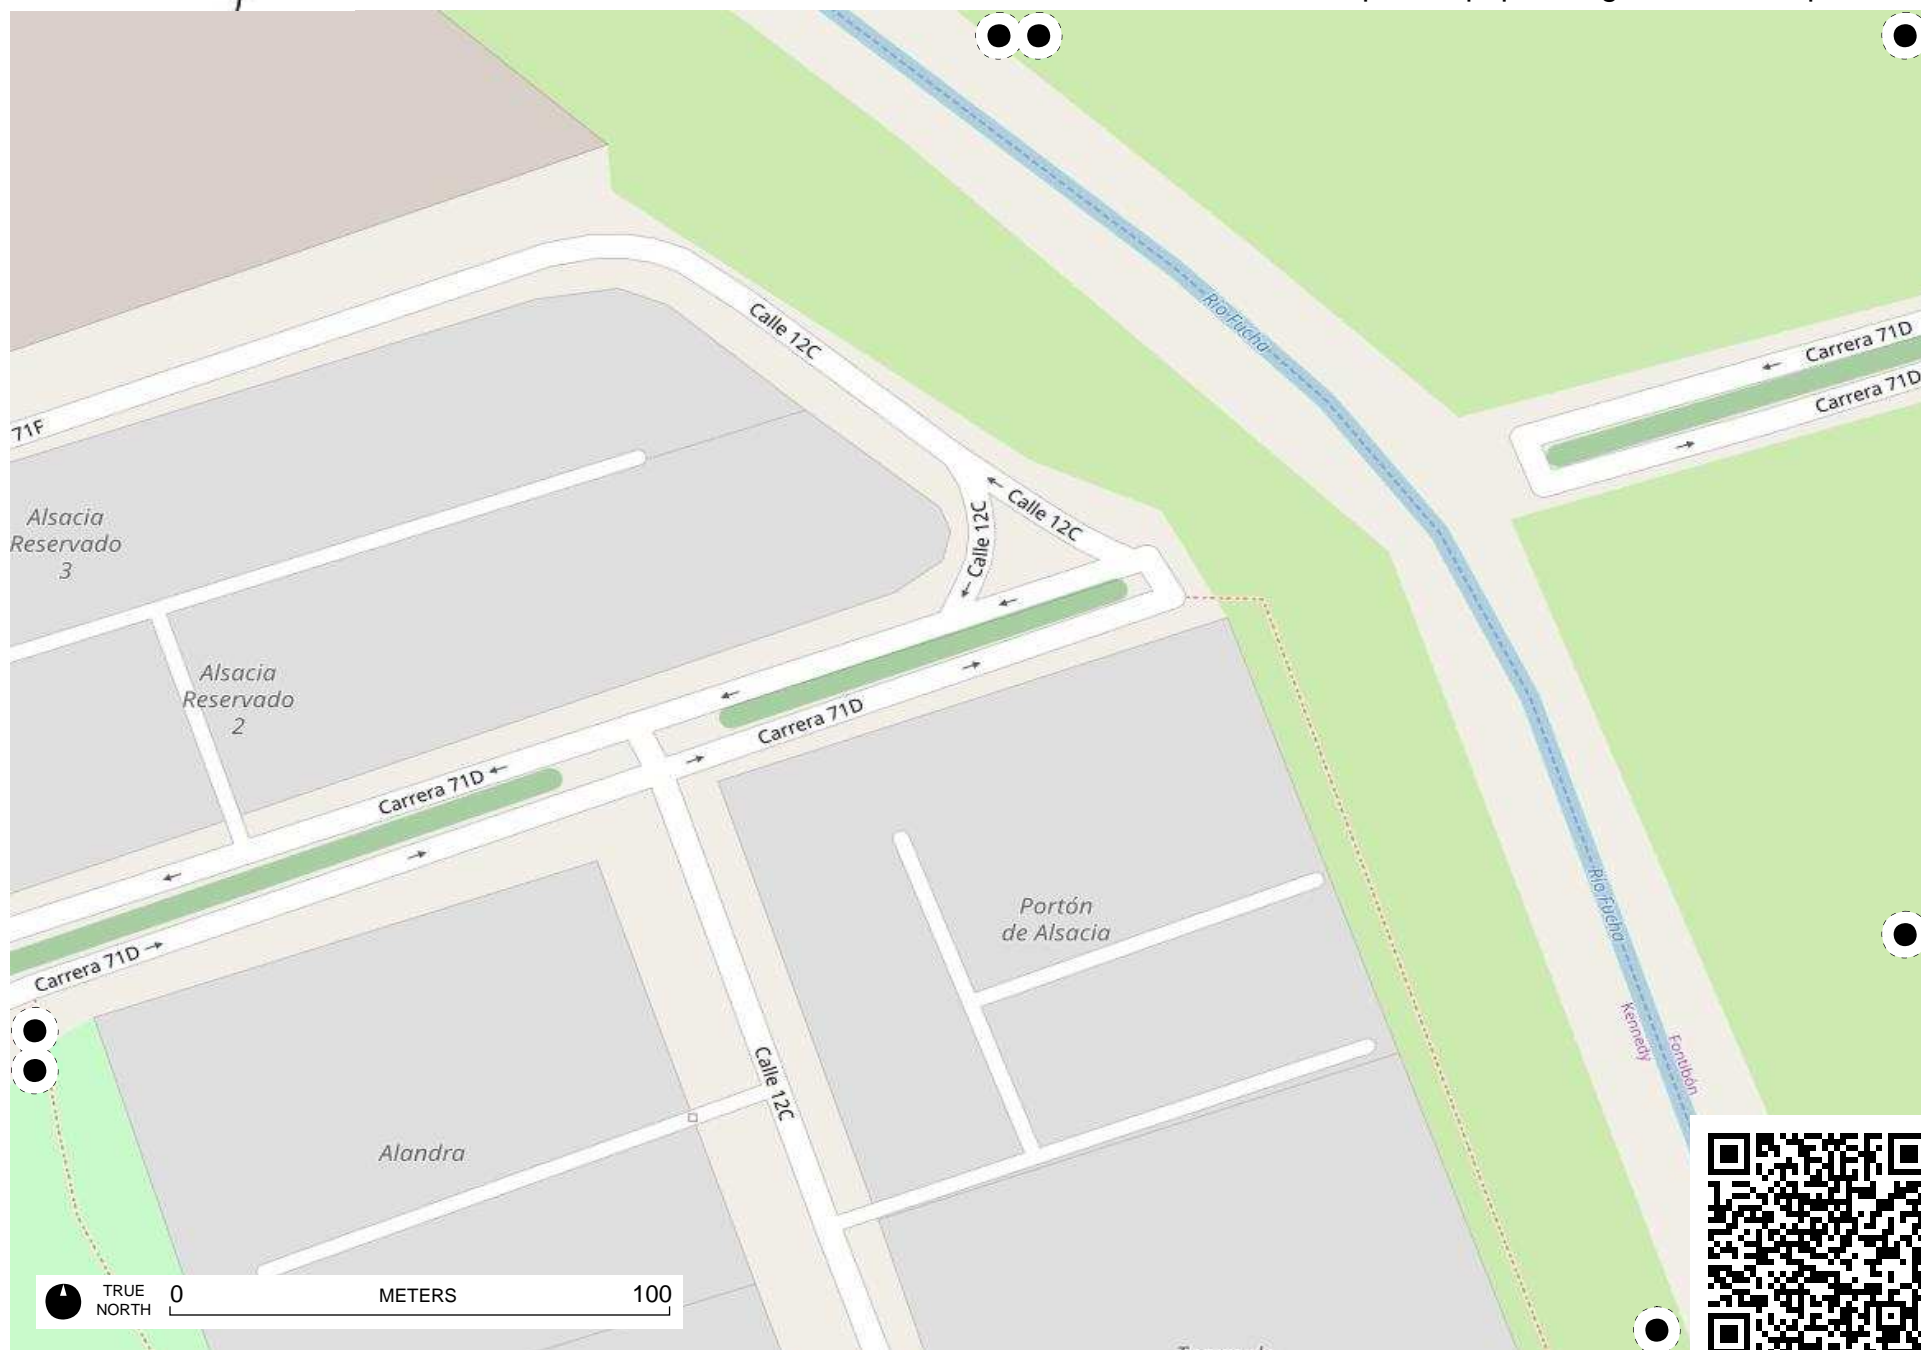 Río Fucha
Carrera 71D
Carrera 71D
Calle 12C
71F
Calle 12C
Calle 12C
Alsacia
Reservado
3
Alsacia
Reservado
2
Carrera 71D
Carrera 71D
Carrera 71D
Portón
de Alsacia
Río Fucha
Kennedy
Fontibón
Calle 12C
Alandra
TRUE
NORTH
0
METERS
100